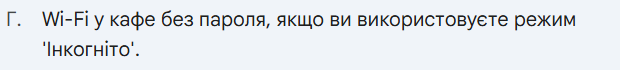 Г. Wi-Fi у кафе без пароля, якщо ви використовуєте режим
'Інкогніто'.